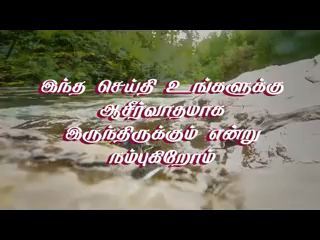 இந்த செய்தி உங்களுக்கு
ஆசீர்வாதமாக
இருந்திருக்கும் என்று
நம்புகிறோம்